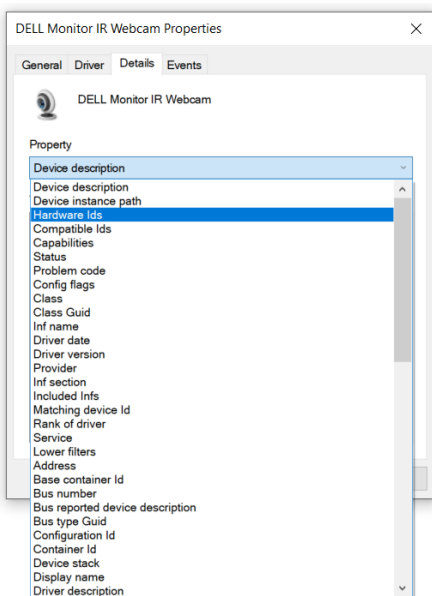 DELL Monitor IR Webcam Properties
General Driver Details Events
DELL Monitor IR Webcam
Property
Device description
Device description
Device instance path
Hardware Ids
Compatible Ids
Capabilities
Status
Problem code
Config flags
Class
Class Guid
Inf name
Driver date
Driver version
Provider
Inf section
Included Infs
Matching device Id
Rank of driver
Service
Lower filters
Address
Base container Id
Bus number
Bus reported device description
Bus type Guid
Configuration Id
Container Id
Device stack
Display name
Driver description